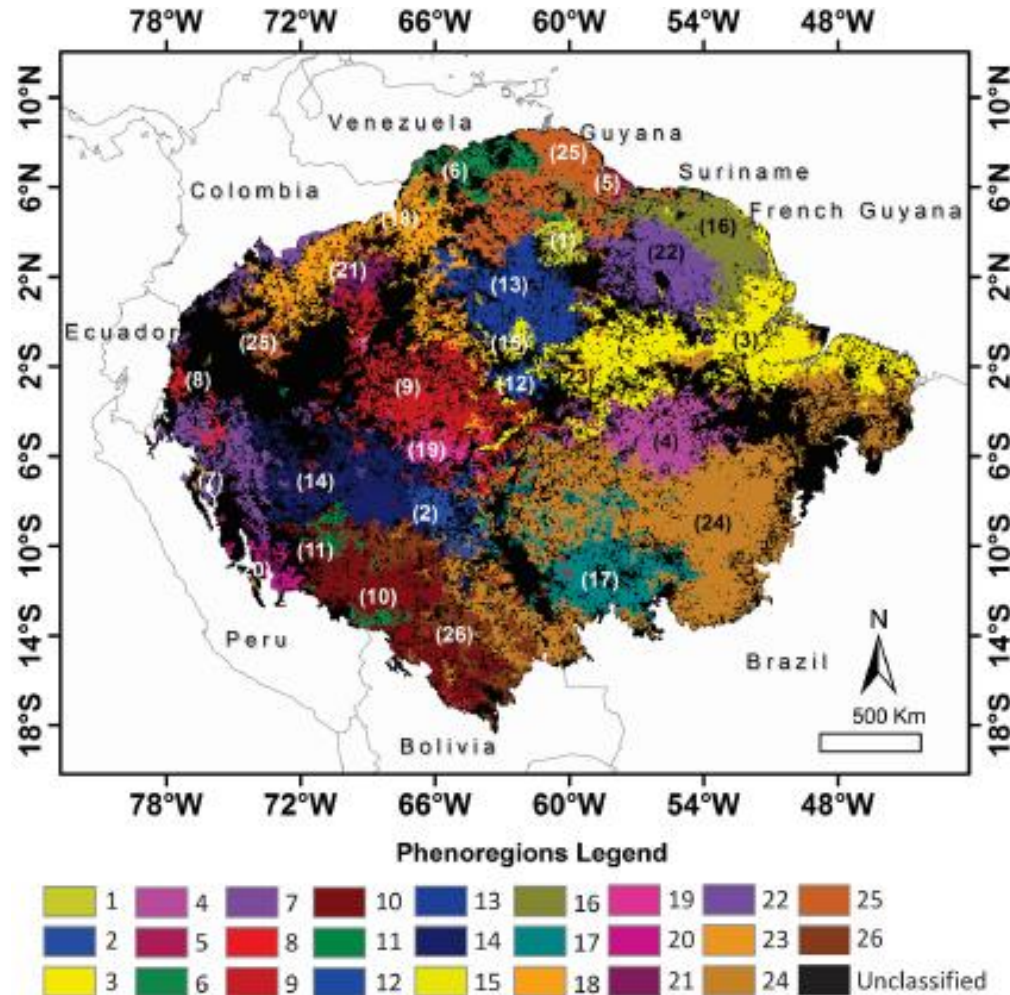 78°W 72°W 66°W 60°W 54°W 48°W
10°N 10°N
Venezuela Guyana
(25)
(6) (5)
Colombia Suriname
6°N 6°N
(18) (16) French Guyana
(1)
(21) (22)
2°N (13) 2°N
Ecuador (25) (15) (3)
2°S 2°S
(8) (9) (12) 23
(19) (4)
6°S 6°S
(7) (14) (2) (24)
10°S (11) 10°S
20 (10) (17)
Peru (26) N
14°S Brazil 14°S
500 Km
18°S Bolivia 18°S
78°W 72°W 66°W 60°W 54°W 48°W
Phenoregions Legend
1 4 7 10 13 16 19 22 25
2 5 8 11 14 17 20 23 26
3 6 9 12 15 18 21 24 Unclassified